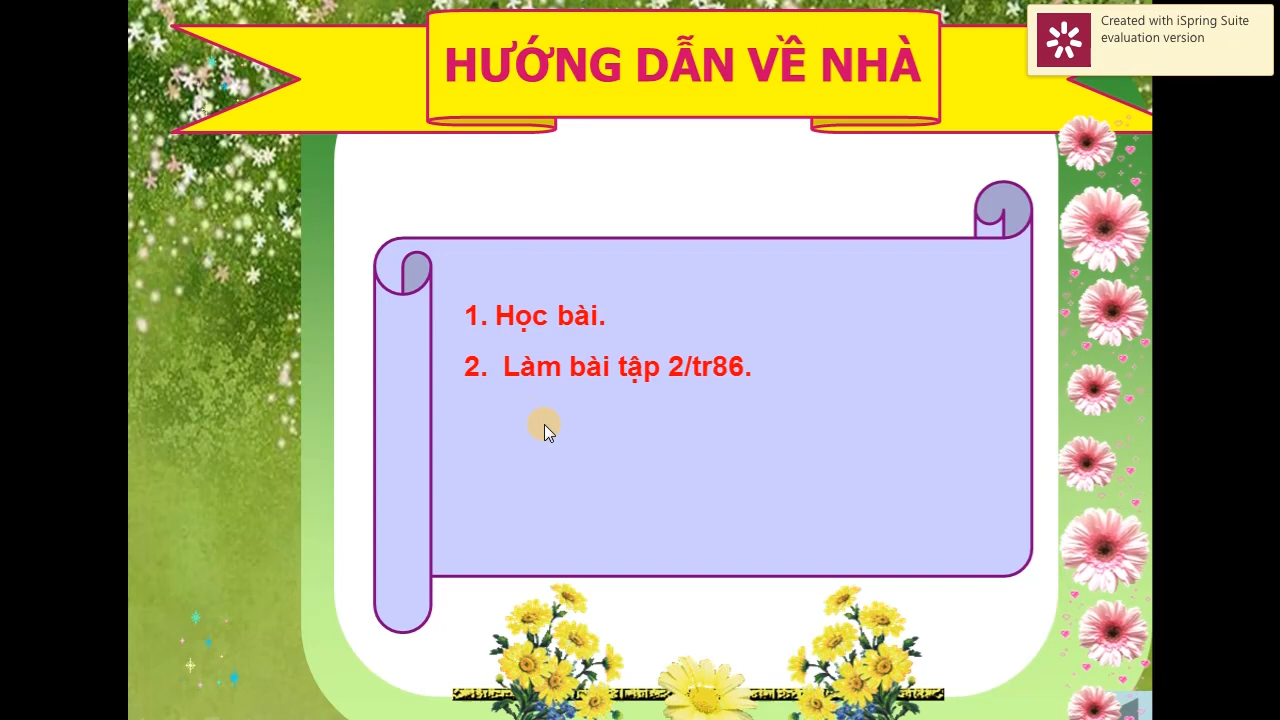 HƯỚNG DẪN VỀ NHÀ
Created with iSpring Suite
evaluation version
1. Học bài.
2. Làm bài tập 2/tr86.